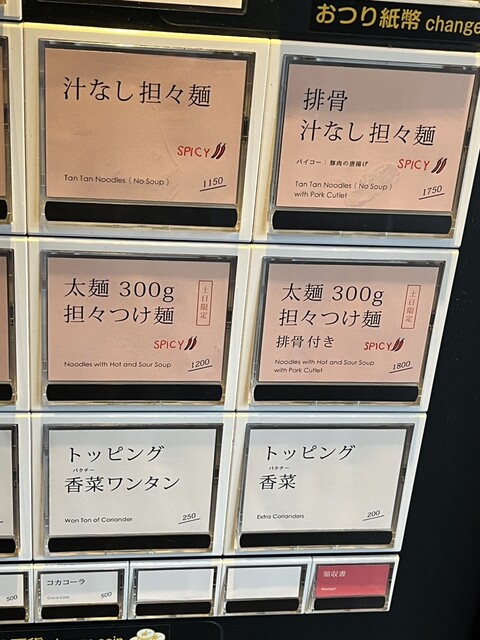 おつり紙幣 change
汁なし担々麺
SPICY
Tan Tan Noodles ( No Soup )
1150
排骨
汁なし担々麺
パイコー：豚肉の唐揚げ
SPICY
Tan Tan Noodles ( No Soup )
with Pork Cutlet
1750
太麺 300g
担々つけ麺
土日限定
SPICY
Noodles with Hot and Sour Soup
1200
太麺 300g
担々つけ麺
排骨付き
土日限定
SPICY
Noodles with Hot and Sour Soup
with Pork Cutlet
1800
トッピング
パクチー
香菜ワンタン
Won Ton of Coriander
250
トッピング
パクチー
香菜
Extra Corianders
200
500
コカコーラ
Coca Cola
500
領収書